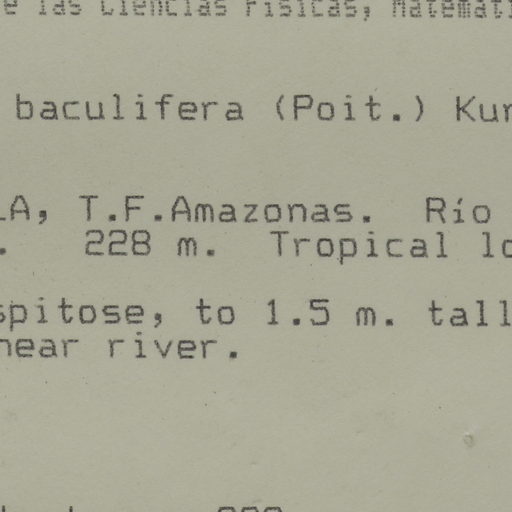 e las Ciencias Físicas, Matemáti
baculifera (Poit.) Kun
LA, T.F.Amazonas. Río
. 228 m. Tropical lo
spitose, to 1.5 m. tall
near river.